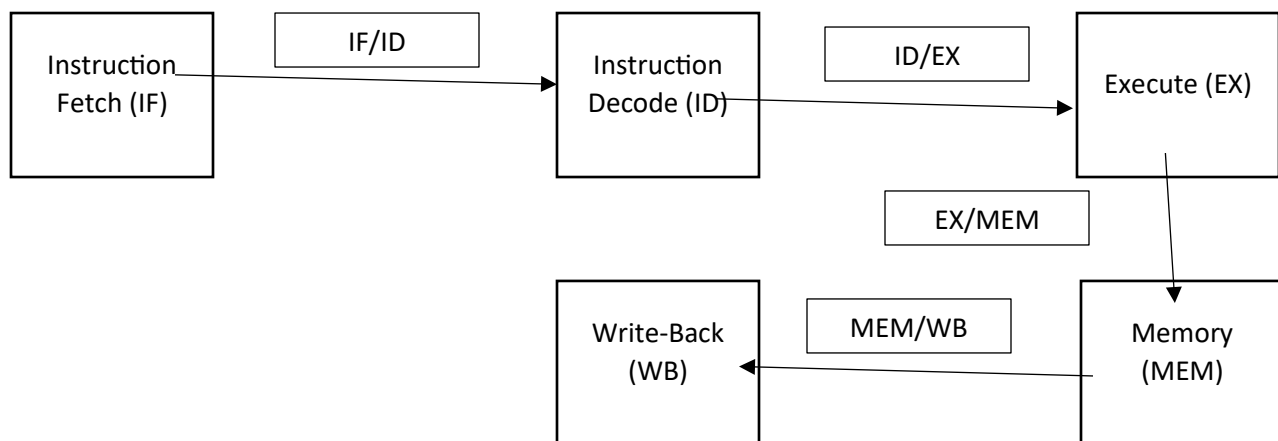 Instruction
Fetch (IF)
IF/ID
Instruction
Decode (ID)
ID/EX
Execute (EX)
EX/MEM
Memory
(MEM)
MEM/WB
Write-Back
(WB)